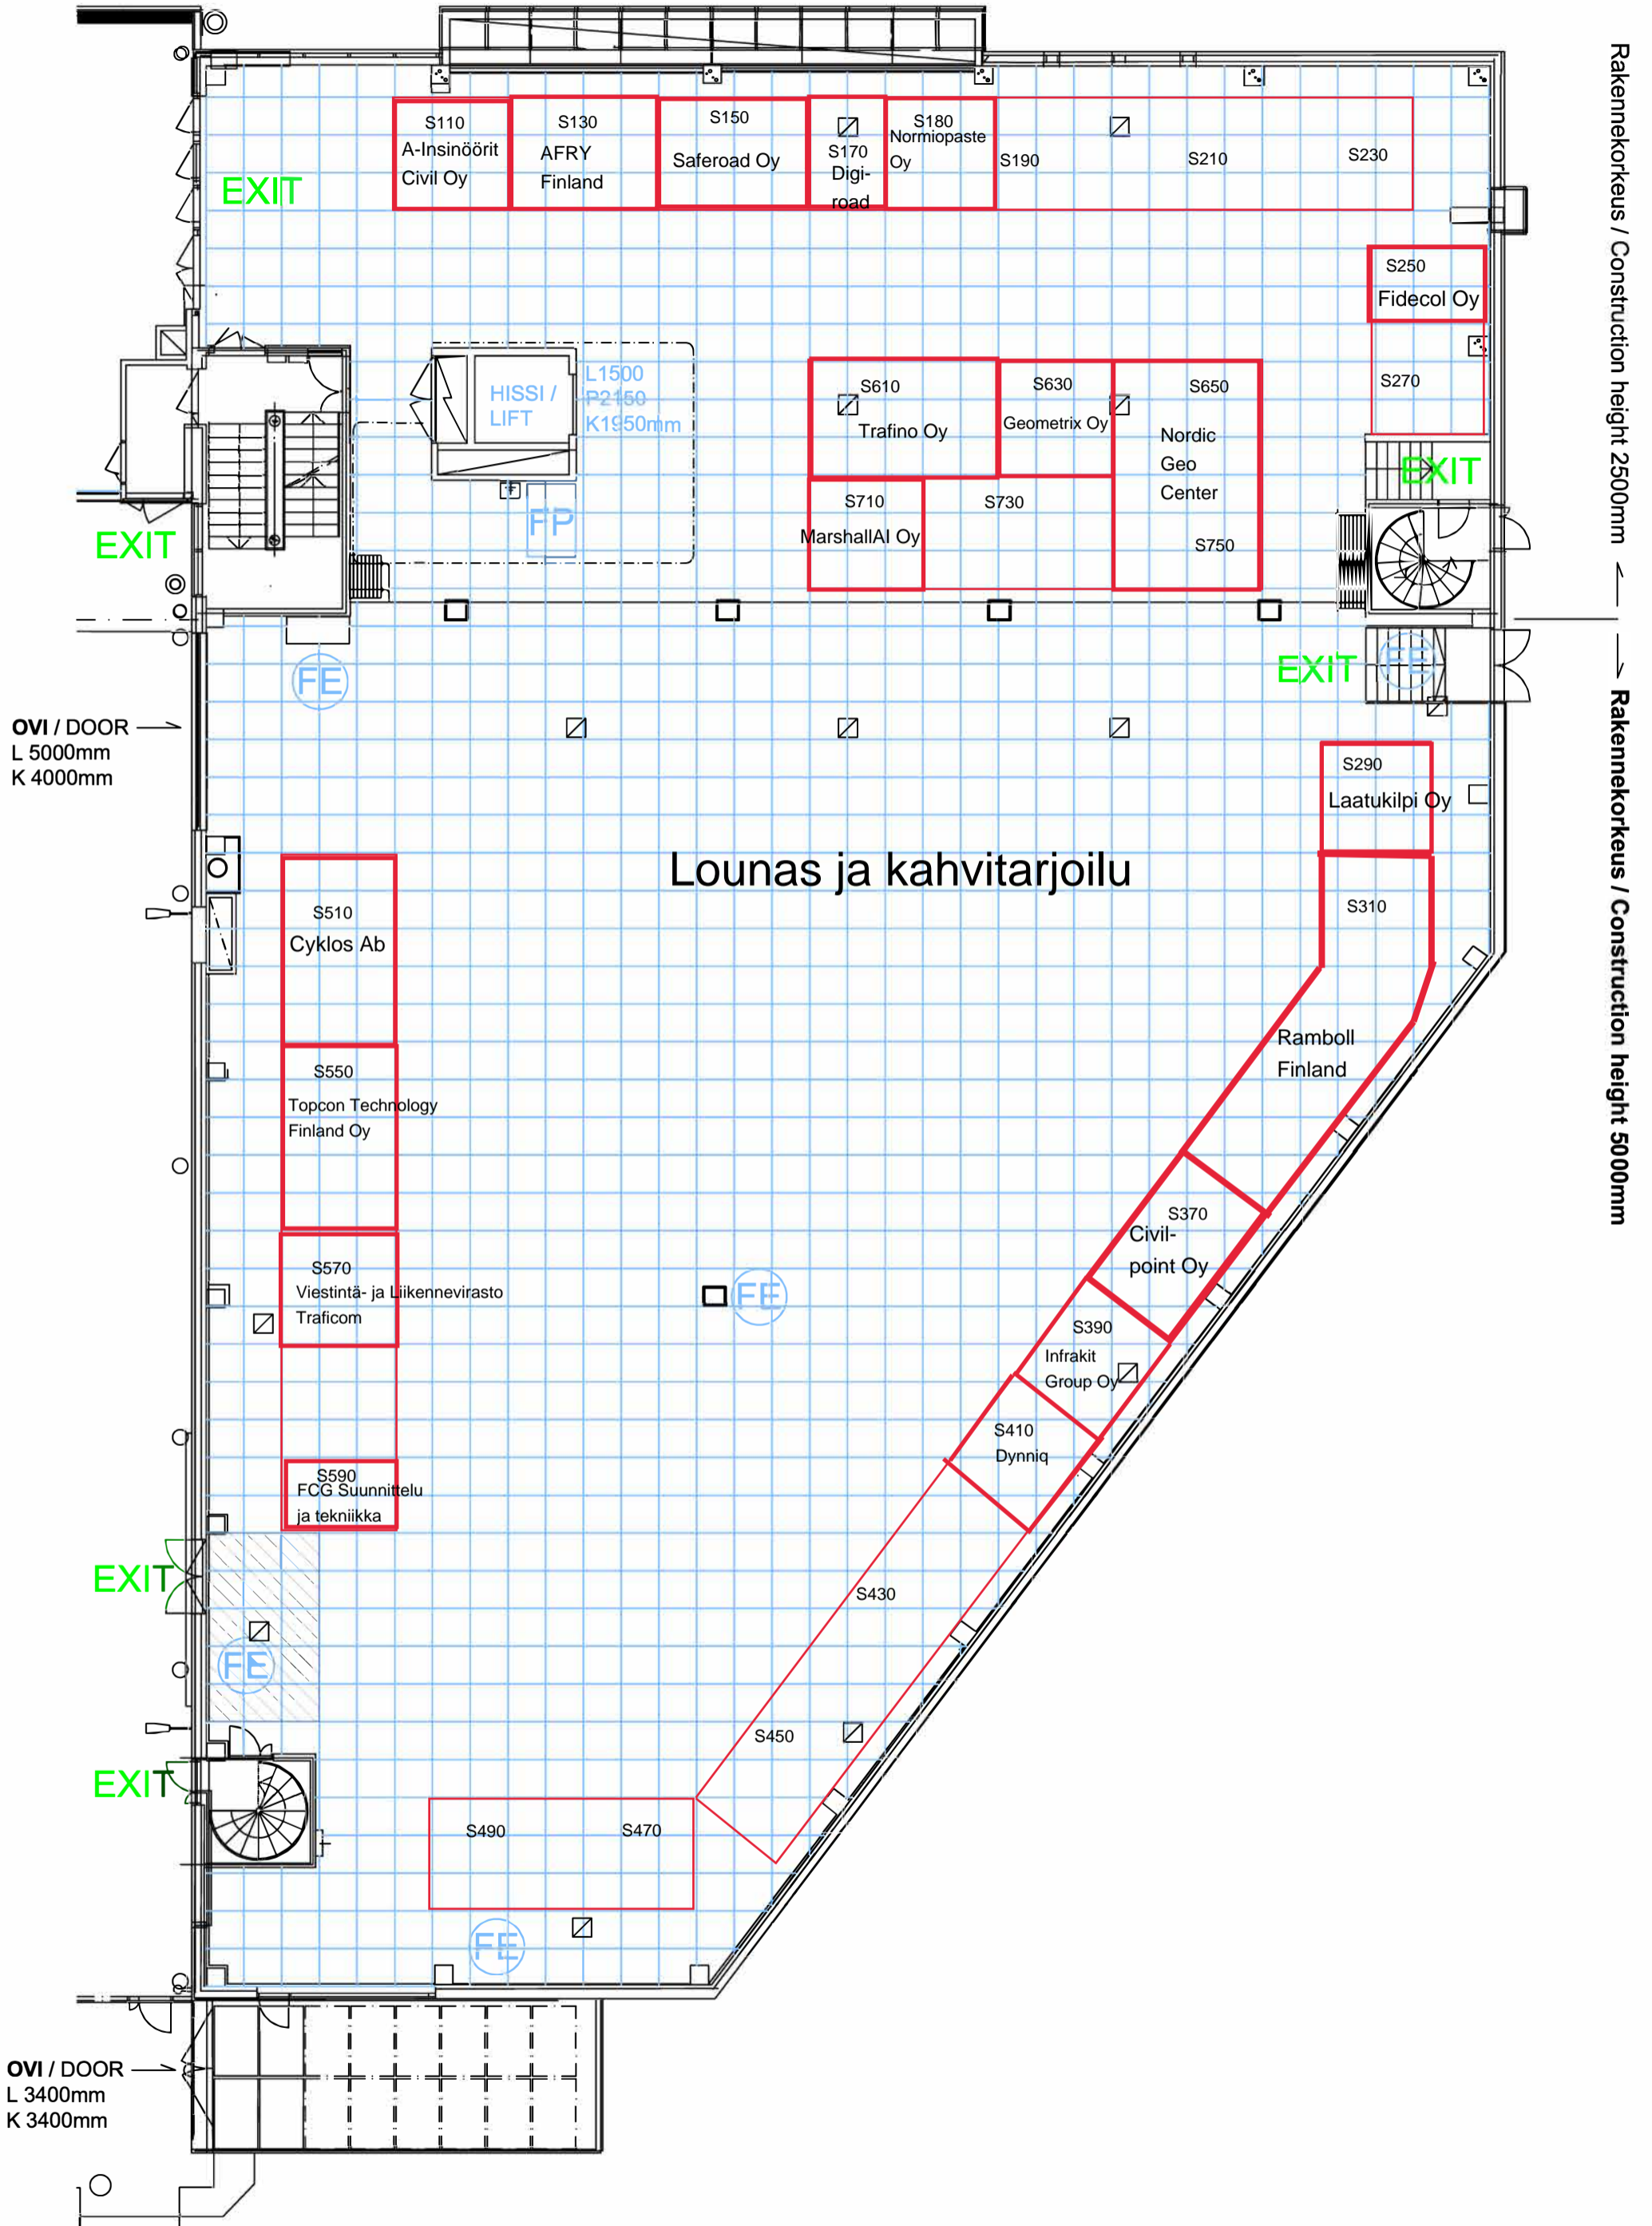 S110
A-Insinöörit
Civil Oy
S130
AFRY
Finland
S150
Saferoad Oy
S170
Digi-
road
S180
Normiopaste
Oy
S190
S210
S230
EXIT
S250
Fidecol Oy
S270
EXIT
HISSI /
LIFT
L1500
P2150
K1950mm
FP
S610
Trafino Oy
S630
Geometrix Oy
S650
Nordic
Geo
Center
S750
S710
MarshallAI Oy
S730
EXIT
FE
EXIT
FE
Rakennekorkeus / Construction height 2500mm
Rakennekorkeus / Construction height 5000mm
OVI / DOOR
L 5000mm
K 4000mm
S290
Laatukilpi Oy
Lounas ja kahvitarjoilu
S310
Ramboll
Finland
S510
Cyklos Ab
S550
Topcon Technology
Finland Oy
S570
Viestintä- ja Liikennevirasto
Traficom
FE
S370
Civil-
point Oy
S390
Infrakit
Group Oy
S410
Dynniq
S590
FCG Suunnittelu
ja tekniikka
EXIT
FE
S430
S450
EXIT
S490
S470
FE
OVI / DOOR
L 3400mm
K 3400mm